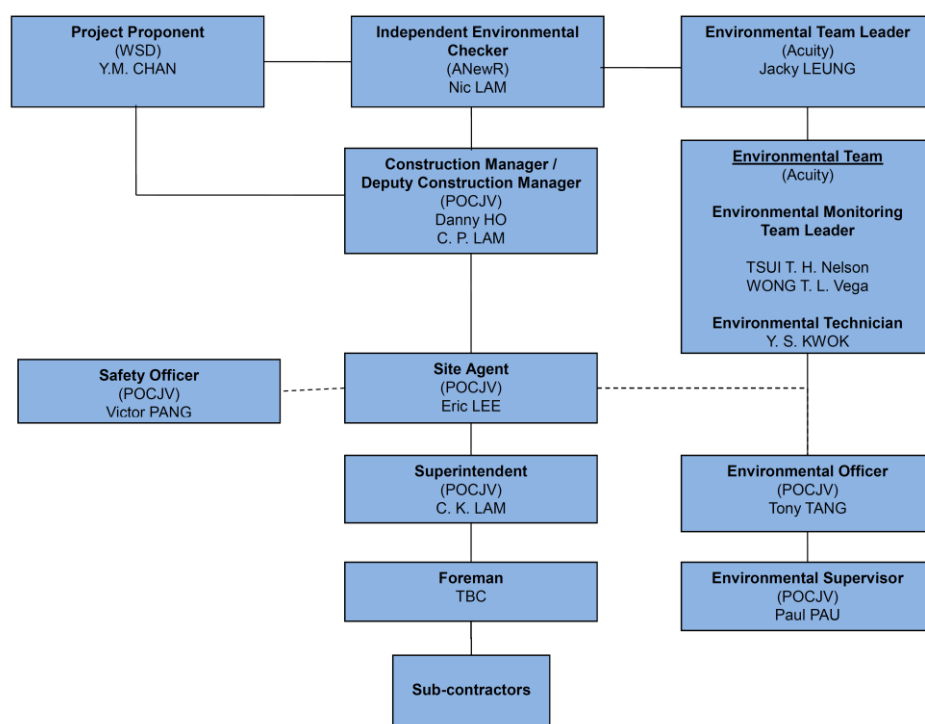 Project Proponent
(WSD)
Y.M. CHAN
Independent Environmental
Checker
(ANewR)
Nic LAM
Environmental Team Leader
(Acuity)
Jacky LEUNG
Construction Manager /
Deputy Construction Manager
(POCJV)
Danny HO
C. P. LAM
Environmental Team
(Acuity)
Environmental Monitoring
Team Leader
TSUI T. H. Nelson
WONG T. L. Vega
Environmental Technician
Y. S. KWOK
Safety Officer
(POCJV)
Victor PANG
Site Agent
(POCJV)
Eric LEE
Superintendent
(POCJV)
C. K. LAM
Environmental Officer
(POCJV)
Tony TANG
Foreman
TBC
Environmental Supervisor
(POCJV)
Paul PAU
Sub-contractors